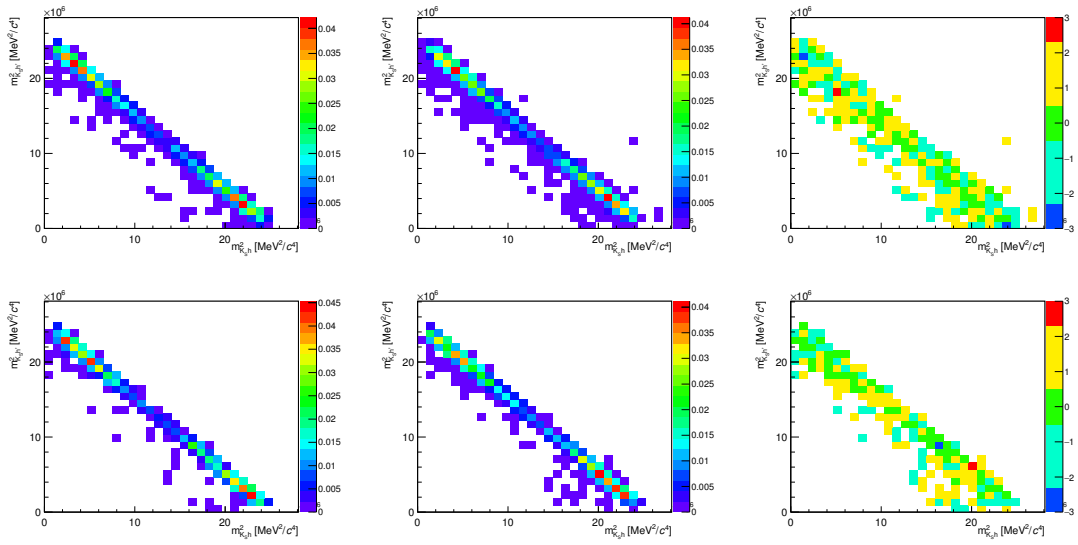 ×10⁶ ×10⁶ ×10⁶
m²_{K_S h'} [MeV²/c⁴] m²_{K_S h'} [MeV²/c⁴] m²_{K_S h'} [MeV²/c⁴]
0.04 0.04 3
0.035 0.035 2
20 0.03 20 0.03 20
0.025 0.025 1
0.02 0.02 0
10 0.015 10 0.015 10
0.01 0.01 −1
0.005 0.005 −2
0 0 0 0 0 −3
0 10 20 0 10 20 0 10 20
m²_{K_S h} [MeV²/c⁴] m²_{K_S h} [MeV²/c⁴] m²_{K_S h} [MeV²/c⁴]
×10⁶ ×10⁶ ×10⁶
m²_{K_S h'} [MeV²/c⁴] m²_{K_S h'} [MeV²/c⁴] m²_{K_S h'} [MeV²/c⁴]
0.045 0.04 3
0.04 0.035 2
20 0.035 20 0.03 20
0.03 0.025 1
0.025 0.02 0
0.02
10 0.015 10 0.015 10
0.01 0.01 −1
0.005 0.005 −2
0 0 0 0 0 −3
0 10 20 0 10 20 0 10 20
m²_{K_S h} [MeV²/c⁴] m²_{K_S h} [MeV²/c⁴] m²_{K_S h} [MeV²/c⁴]